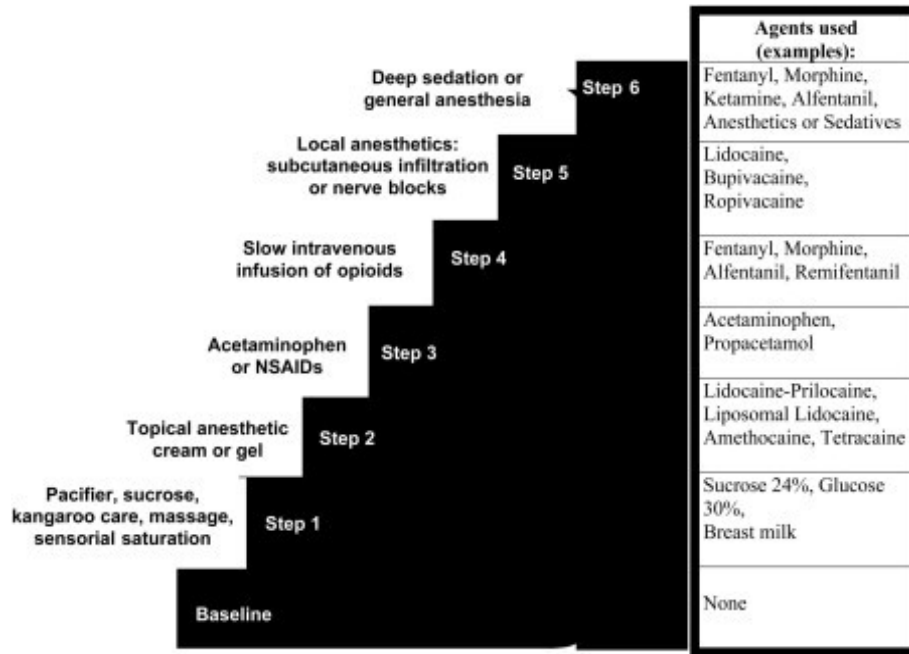 Agents used
(examples):
Deep sedation or
general anesthesia
Step 6
Fentanyl, Morphine,
Ketamine, Alfentanil,
Anesthetics or Sedatives
Local anesthetics:
subcutaneous infiltration
or nerve blocks
Step 5
Lidocaine,
Bupivacaine,
Ropivacaine
Slow intravenous
infusion of opioids
Step 4
Fentanyl, Morphine,
Alfentanil, Remifentanil
Acetaminophen
or NSAIDs
Step 3
Acetaminophen,
Propacetamol
Topical anesthetic
cream or gel
Step 2
Lidocaine-Prilocaine,
Liposomal Lidocaine,
Amethocaine, Tetracaine
Pacifier, sucrose,
kangaroo care, massage,
sensorial saturation
Step 1
Sucrose 24%, Glucose
30%,
Breast milk
Baseline
None